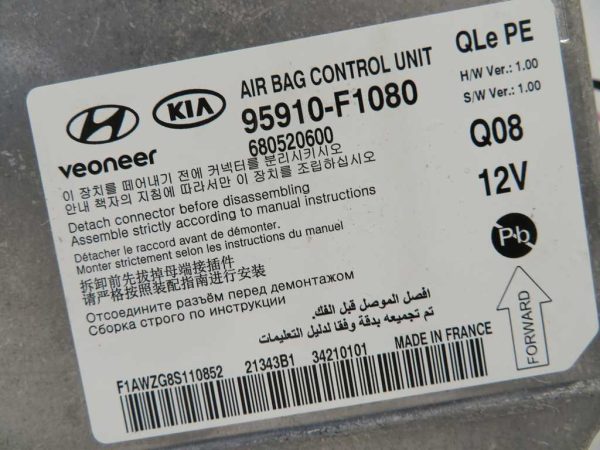 KIA
AIR BAG CONTROL UNIT
95910-F1080
680520600
QLe PE
H/W Ver.: 1.00
S/W Ver.: 1.00
veoneer
Q08
12V
이 장치를 떼어내기 전에 커넥터를 분리시키시오
안내 책자의 지침에 따라서만 이 장치를 조립하십시오
Detach connector before disassembling
Assemble strictly according to manual instructions
Détacher le raccord avant de démonter.
Monter strictement selon les instructions du manuel
拆卸前先拔掉母端接插件
请严格按照装配指南进行安装
Отсоедините разъём перед демонтажом
Сборка строго по инструкции
افصل الموصل قبل الفك.
تم تجميعه بدقة وفقا لدليل التعليمات
Pb
FORWARD
F1AWZG8S110852 21343B1 34210101 MADE IN FRANCE